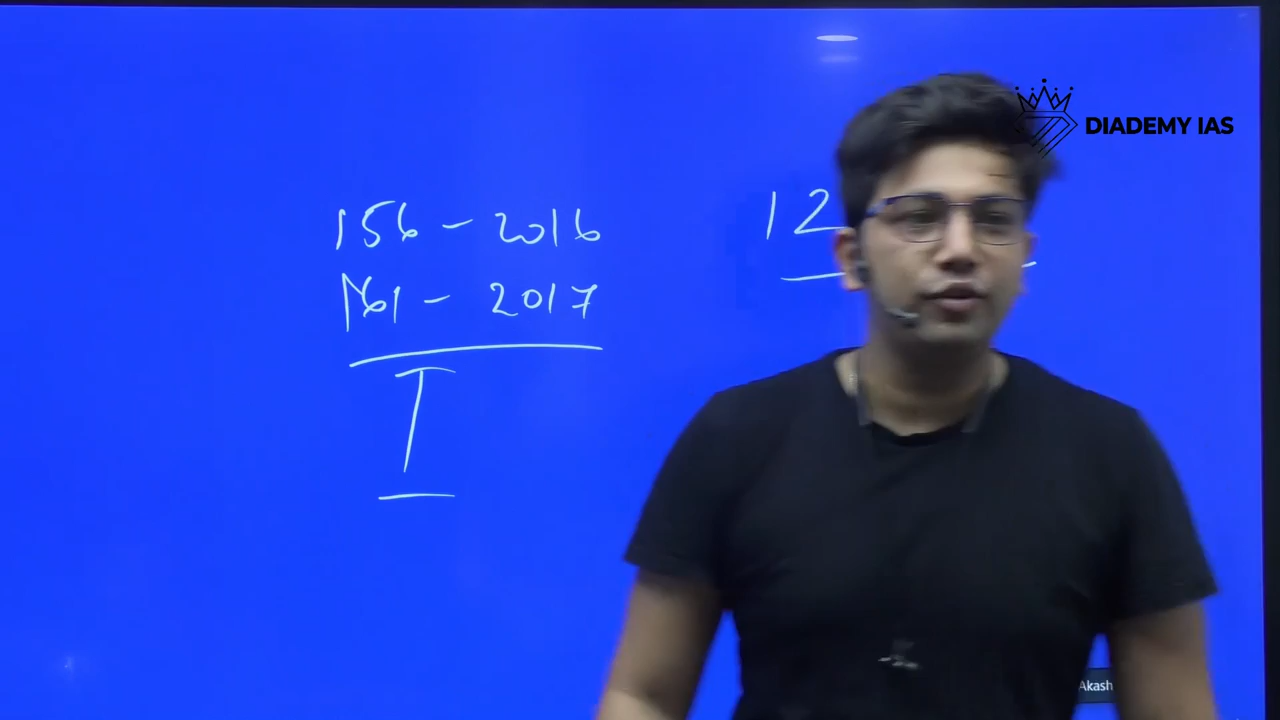 DIADEMY IAS
156 - 2016
161 - 2017
I
12
Akash